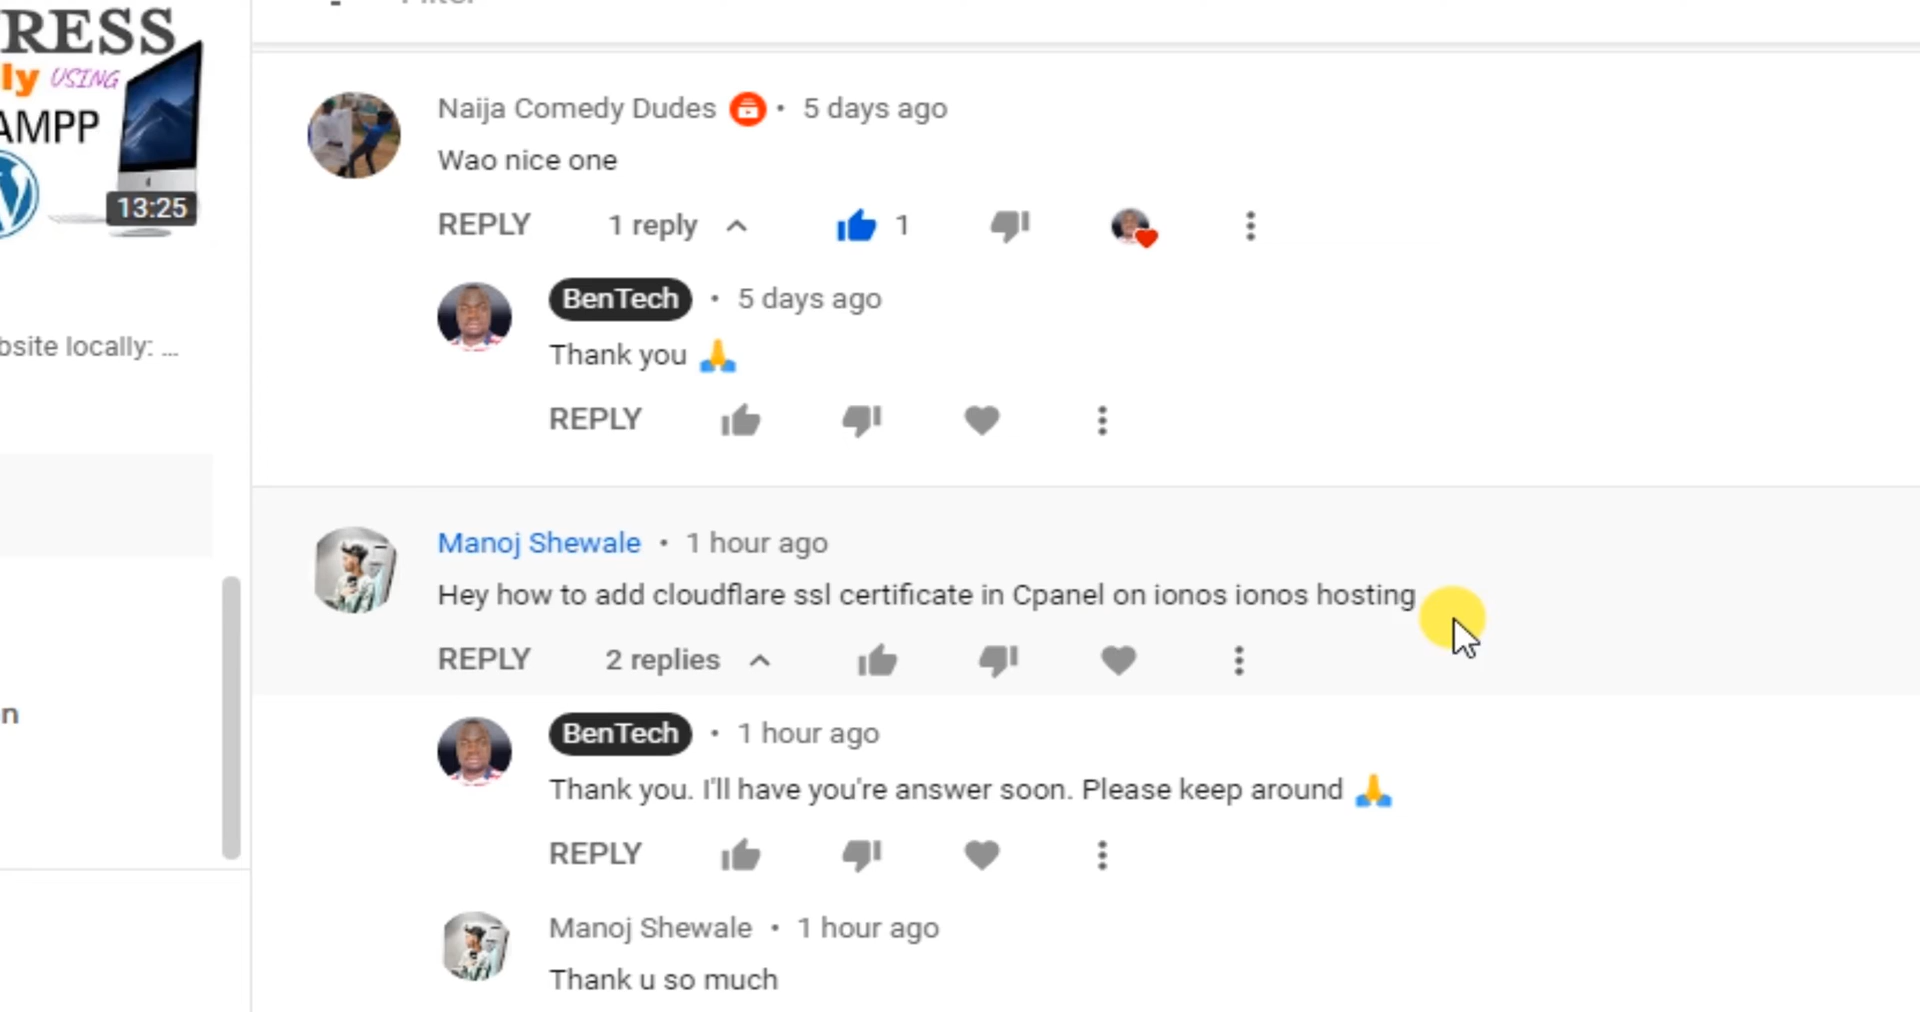 Filter
RESS
ly USING
AMPP
13:25
bsite locally: ...
n
Naija Comedy Dudes • 5 days ago
Wao nice one
REPLY 1 reply 1
BenTech • 5 days ago
Thank you 🙏
REPLY
Manoj Shewale • 1 hour ago
Hey how to add cloudflare ssl certificate in Cpanel on ionos ionos hosting
REPLY 2 replies
BenTech • 1 hour ago
Thank you. I'll have you're answer soon. Please keep around 🙏
REPLY
Manoj Shewale • 1 hour ago
Thank u so much